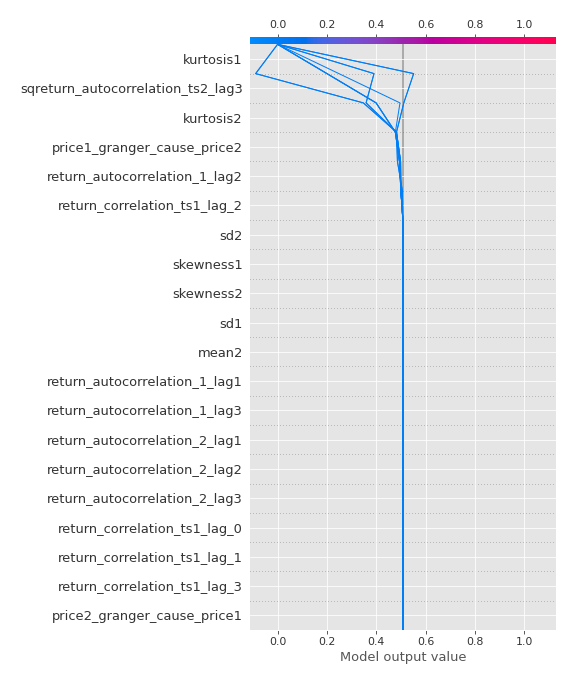 0.0 0.2 0.4 0.6 0.8 1.0
kurtosis1
sqreturn_autocorrelation_ts2_lag3
kurtosis2
price1_granger_cause_price2
return_autocorrelation_1_lag2
return_correlation_ts1_lag_2
sd2
skewness1
skewness2
sd1
mean2
return_autocorrelation_1_lag1
return_autocorrelation_1_lag3
return_autocorrelation_2_lag1
return_autocorrelation_2_lag2
return_autocorrelation_2_lag3
return_correlation_ts1_lag_0
return_correlation_ts1_lag_1
return_correlation_ts1_lag_3
price2_granger_cause_price1
0.0 0.2 0.4 0.6 0.8 1.0
Model output value